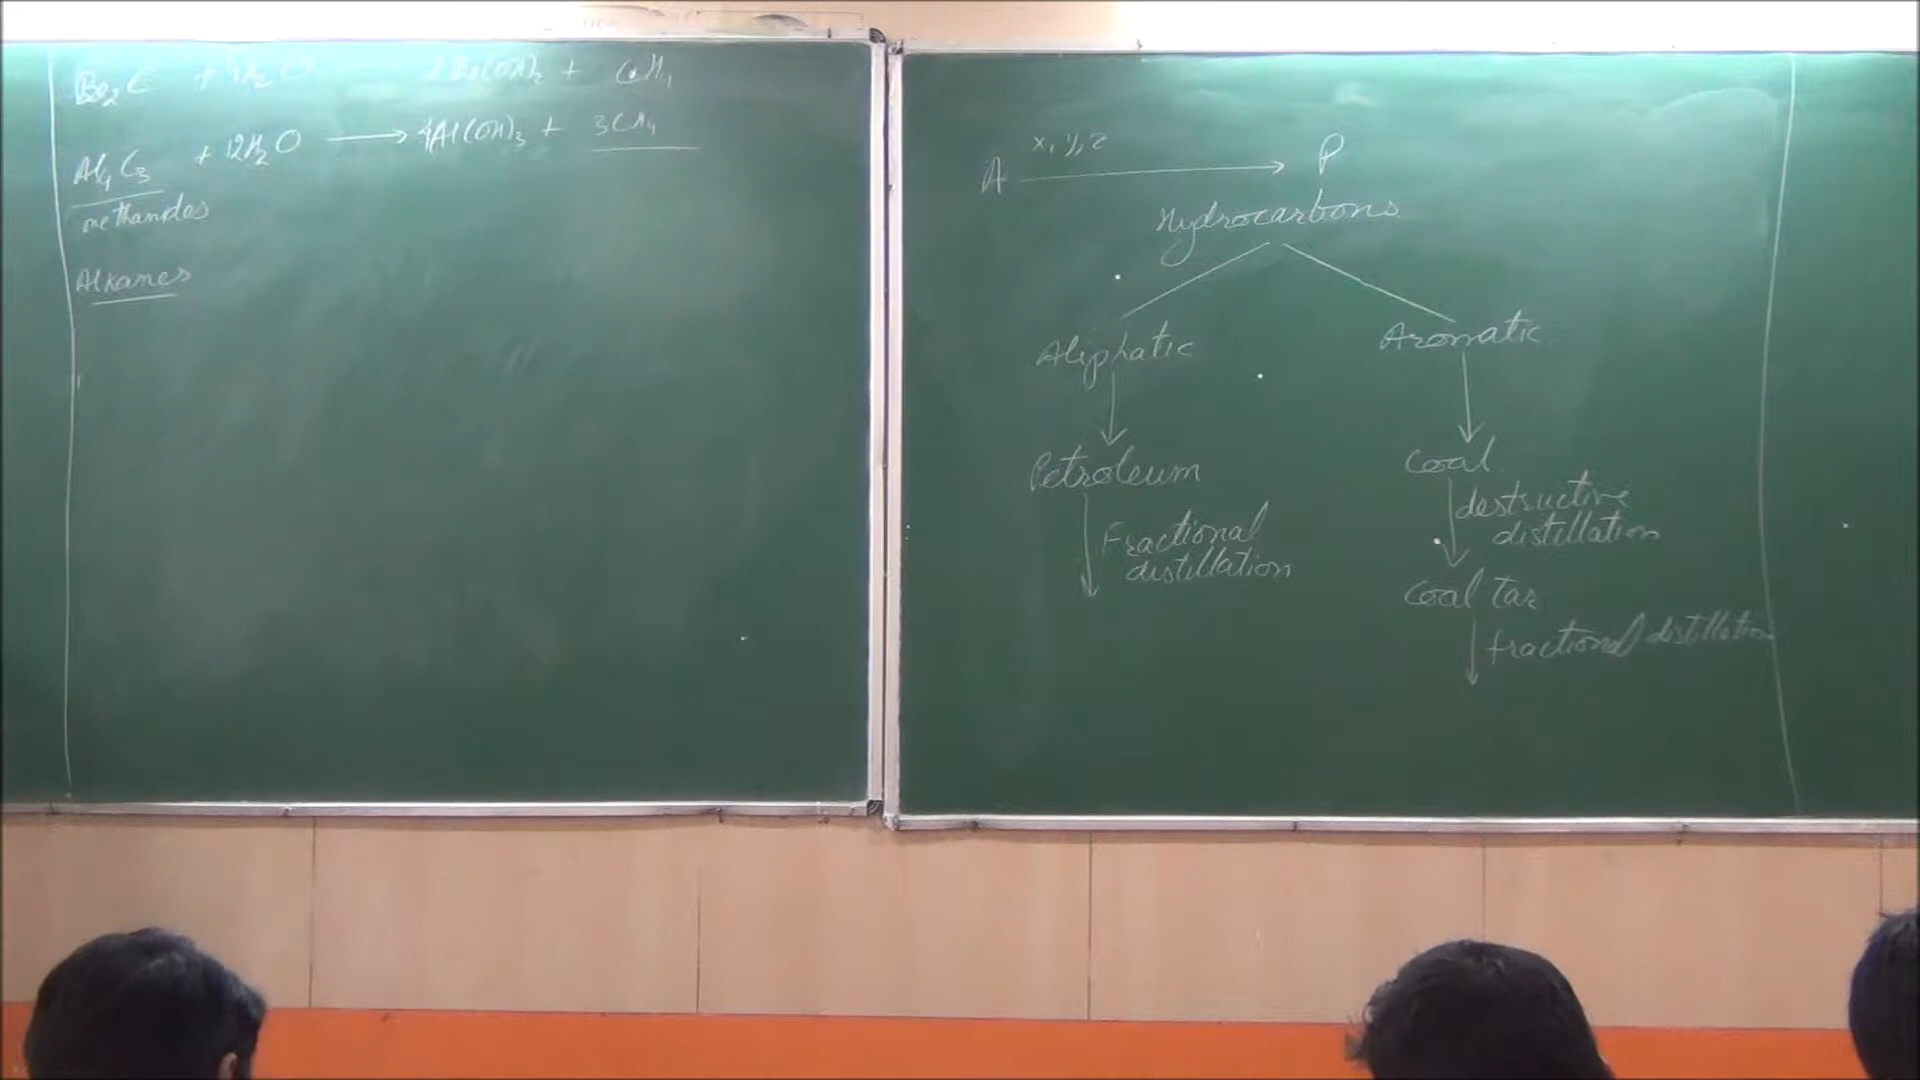 Be₂C + 4H₂O 2Be(OH)₂ + CH₄
Al₄C₃ + 12H₂O ⟶ 4Al(OH)₃ + 3CH₄
methanides
Alkanes
A ⟶ P
x, y, z
Hydrocarbons
Aliphatic
Aromatic
Petroleum
Coal
Fractional
distillation
destructive
distillation
Coal tar
fractional distillation